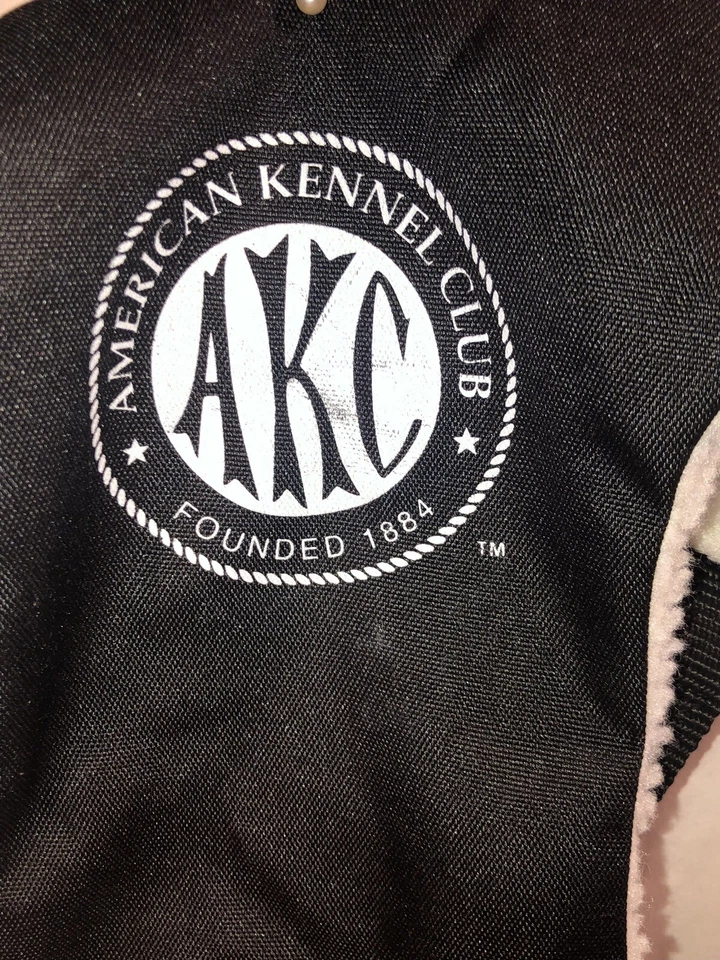 AMERICAN KENNEL CLUB
AKC
FOUNDED 1884
TM